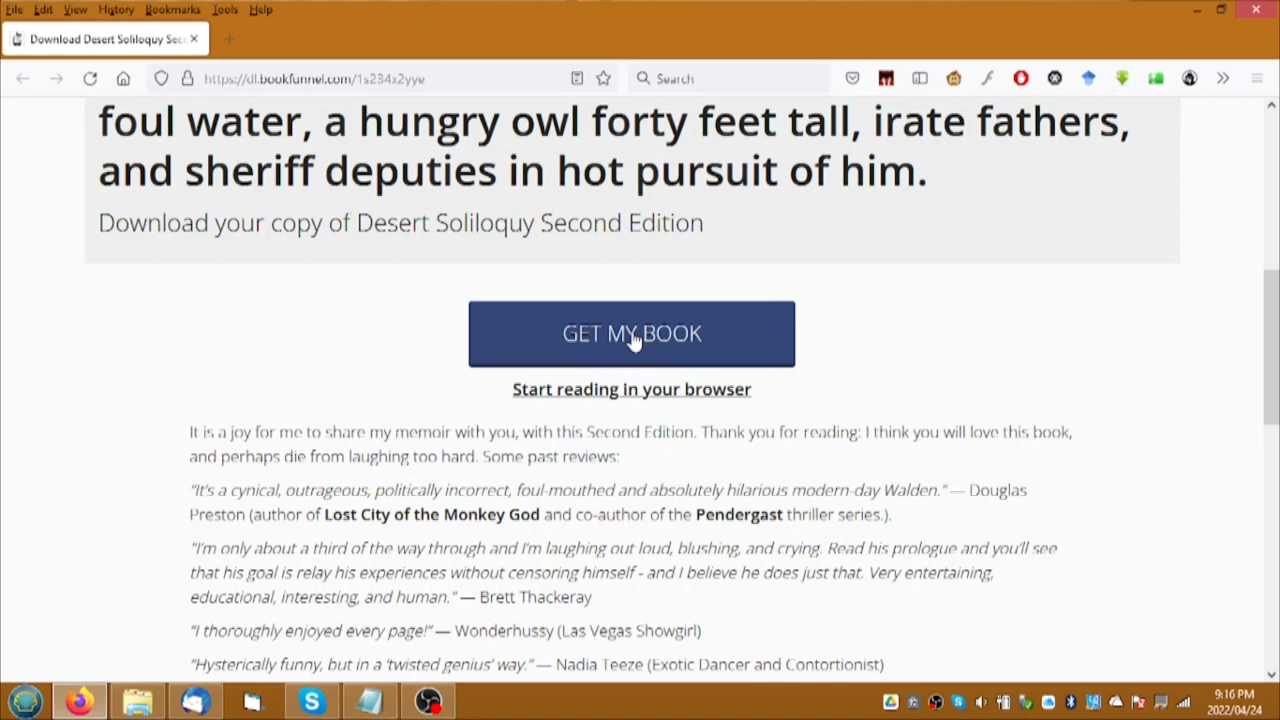 File Edit View History Bookmarks Tools Help
Download Desert Soliloquy Sec
https://dl.bookfunnel.com/1s234x2yye
Search
foul water, a hungry owl forty feet tall, irate fathers,
and sheriff deputies in hot pursuit of him.
Download your copy of Desert Soliloquy Second Edition
GET MY BOOK
Start reading in your browser
It is a joy for me to share my memoir with you, with this Second Edition. Thank you for reading: I think you will love this book,
and perhaps die from laughing too hard. Some past reviews:
"It's a cynical, outrageous, politically incorrect, foul-mouthed and absolutely hilarious modern-day Walden." — Douglas
Preston (author of Lost City of the Monkey God and co-author of the Pendergast thriller series.).
"I'm only about a third of the way through and I'm laughing out loud, blushing, and crying. Read his prologue and you'll see
that his goal is relay his experiences without censoring himself - and I believe he does just that. Very entertaining,
educational, interesting, and human." — Brett Thackeray
"I thoroughly enjoyed every page!" — Wonderhussy (Las Vegas Showgirl)
"Hysterically funny, but in a 'twisted genius' way." — Nadia Teeze (Exotic Dancer and Contortionist)
9:16 PM
2022/04/24